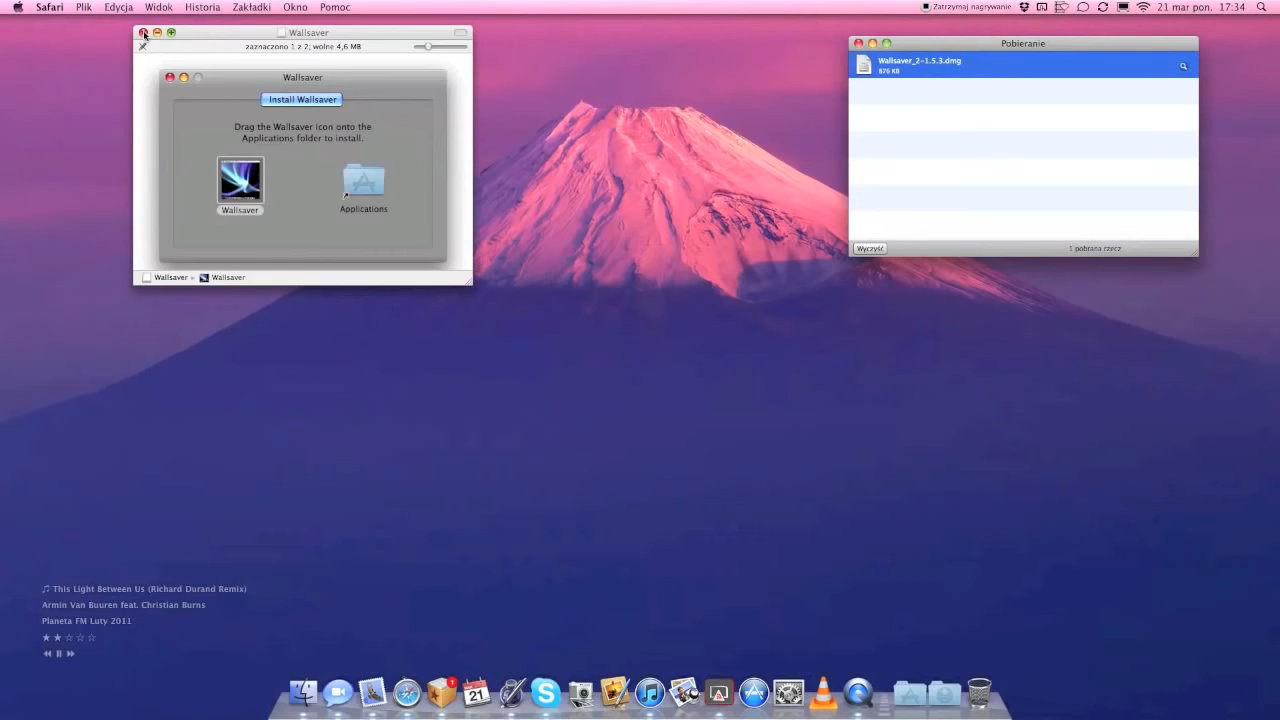 Safari Plik Edycja Widok Historia Zakładki Okno Pomoc
Zatrzymaj nagrywanie 21 mar pon. 17:34
Wallsaver
zaznaczono 1 z 2; wolne 4,6 MB
Wallsaver
Install Wallsaver
Drag the Wallsaver icon onto the
Applications folder to install.
Wallsaver
Applications
Wallsaver ▸ Wallsaver
Pobieranie
Wallsaver_2-1.5.3.dmg
876 KB
Wyczyść
1 pobrana rzecz
♫ This Light Between Us (Richard Durand Remix)
Armin Van Buuren feat. Christian Burns
Planeta FM Luty 2011
★★☆☆☆
1
21